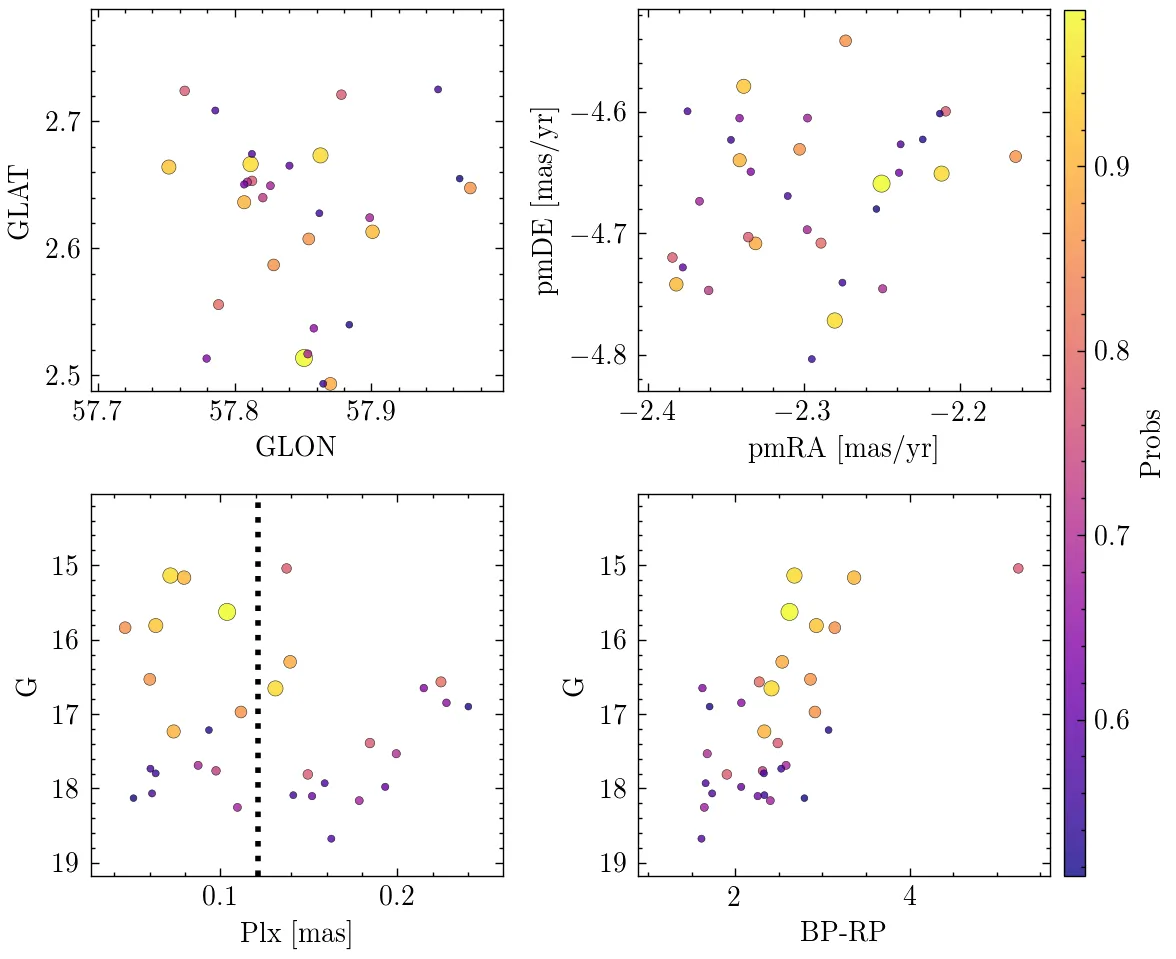 2.7
2.6
2.5
GLAT
57.7 57.8 57.9
GLON
−4.6
−4.7
−4.8
pmDE [mas/yr]
−2.4 −2.3 −2.2
pmRA [mas/yr]
15
16
17
18
19
G
0.1 0.2
Plx [mas]
15
16
17
18
19
G
2 4
BP-RP
0.9
0.8
0.7
0.6
Probs